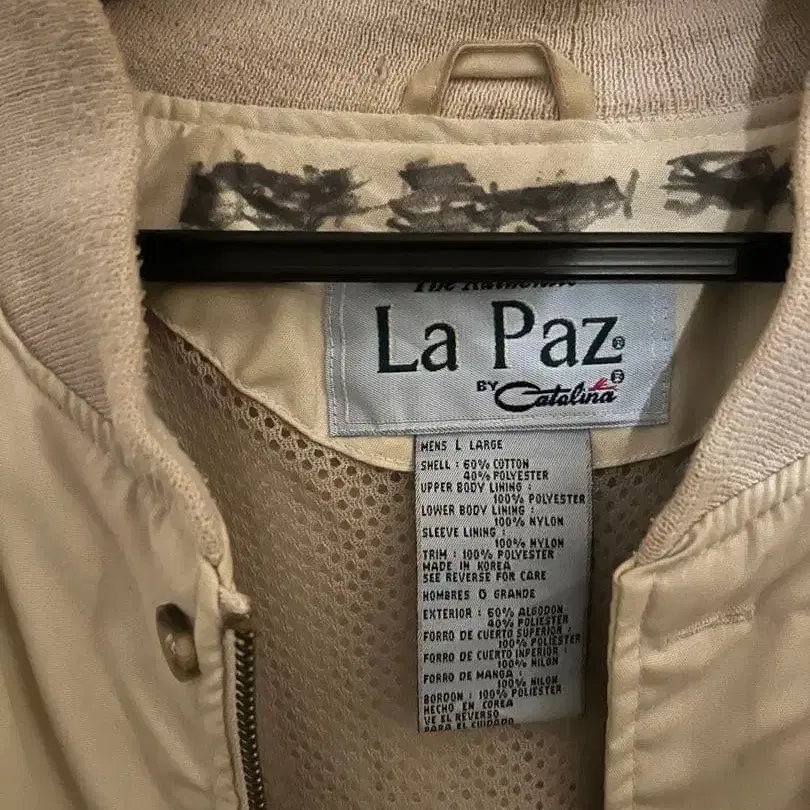 La Paz®
BY Catalina®
MENS L LARGE
SHELL : 60% COTTON
40% POLYESTER
UPPER BODY LINING :
100% POLYESTER
LOWER BODY LINING :
100% NYLON
SLEEVE LINING :
100% NYLON
TRIM : 100% POLYESTER
MADE IN KOREA
SEE REVERSE FOR CARE
HOMBRES G GRANDE
EXTERIOR : 60% ALGODON
40% POLIESTER
FORRO DE CUERTO SUPERIOR :
100% POLIESTER
FORRO DE CUERTO INFERIOR :
100% NILON
FORRO DE MANGA :
100% NILON
BORDON : 100% POLIESTER
HECHO EN COREA
VE EL REVERSO
PARA EL CUIDADO